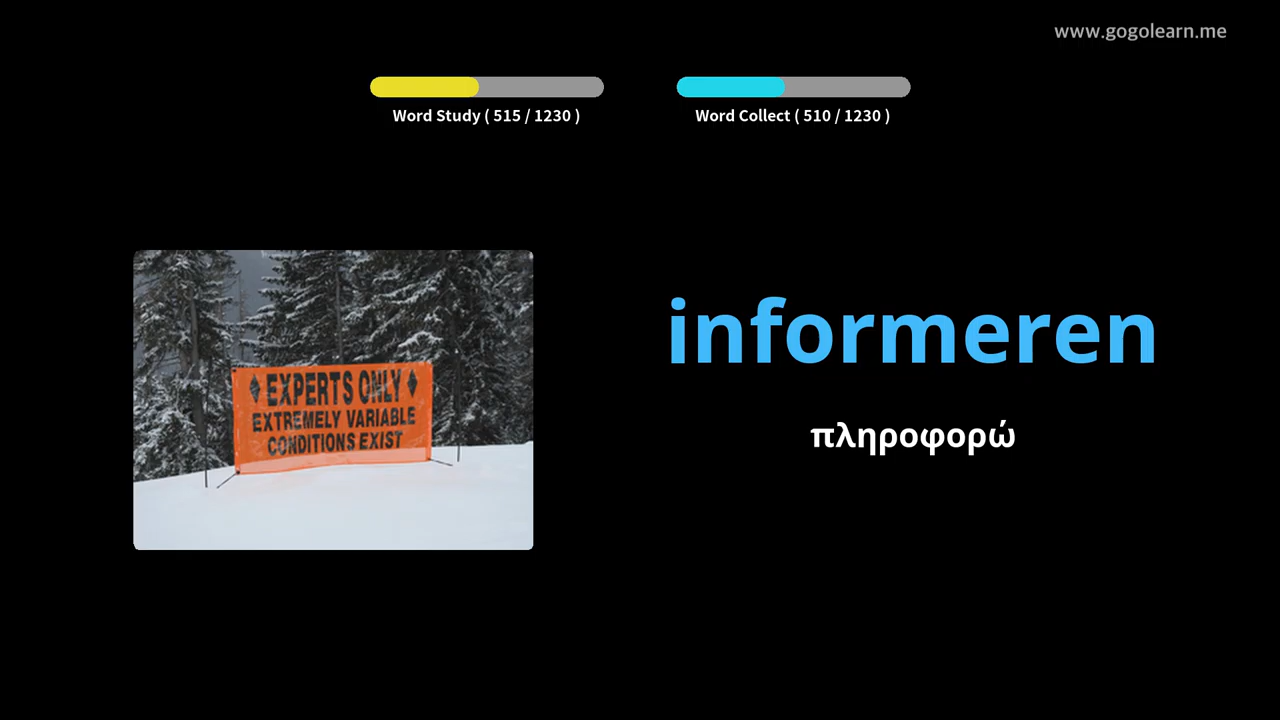 www.gogolearn.me
Word Study ( 515 / 1230 )
Word Collect ( 510 / 1230 )
EXPERTS ONLY
EXTREMELY VARIABLE
CONDITIONS EXIST
informeren
πληροφορώ